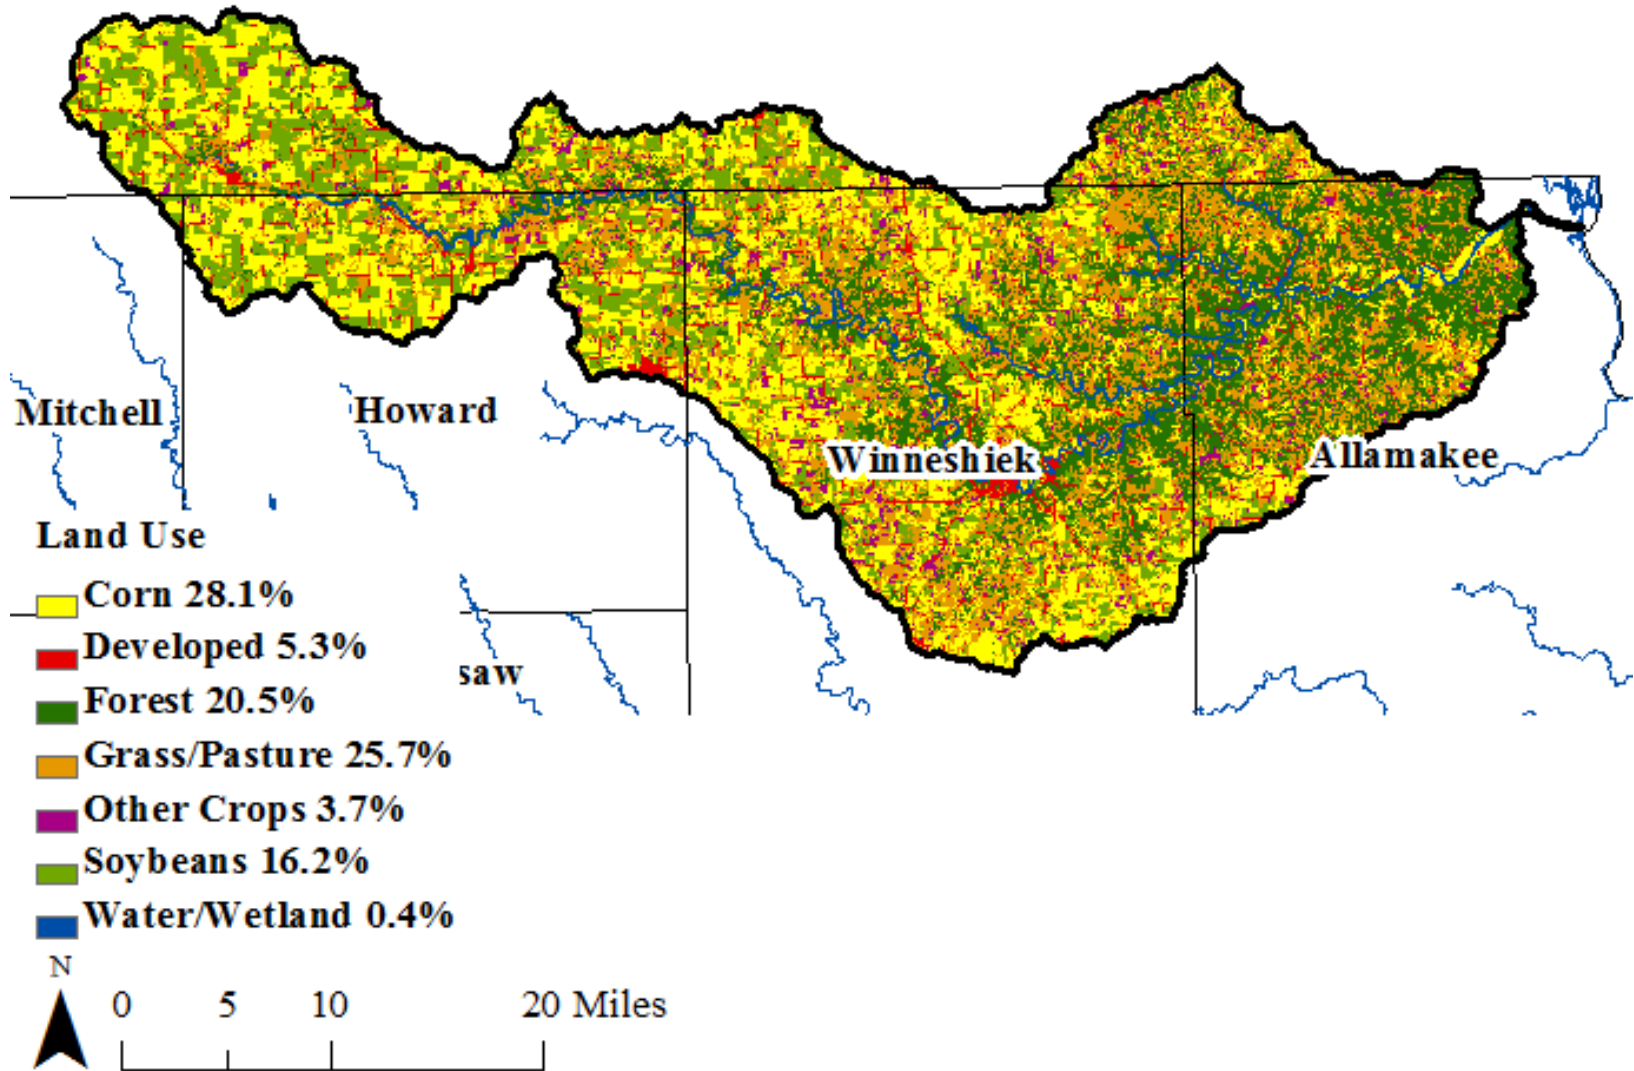 Mitchell
Howard
Winneshiek
Allamakee
saw
Land Use
Corn 28.1%
Developed 5.3%
Forest 20.5%
Grass/Pasture 25.7%
Other Crops 3.7%
Soybeans 16.2%
Water/Wetland 0.4%
N
0 5 10 20 Miles